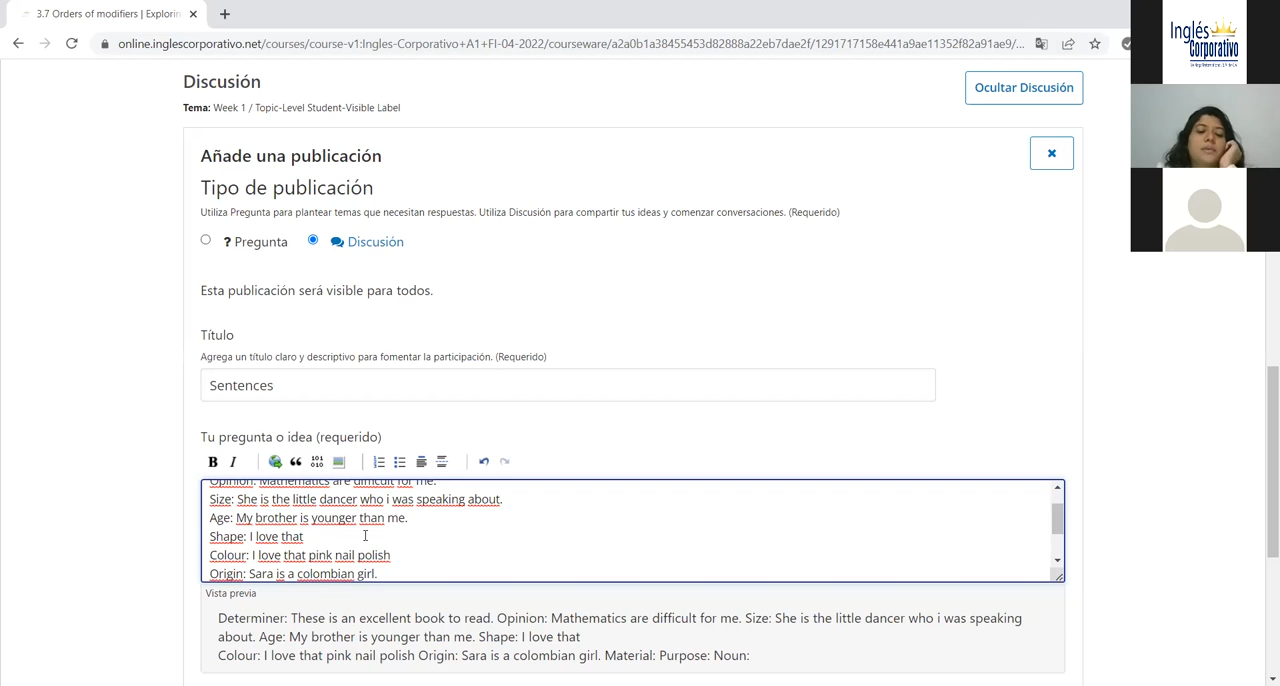 3.7 Orders of modifiers | Explorin
online.inglescorporativo.net/courses/course-v1:Ingles-Corporativo+A1+FI-04-2022/courseware/a2a0b1a38455453d82888a22eb7dae2f/1291717158e441a9ae11352f82a91ae9/...
Inglés
Corporativo
Discusión
Ocultar Discusión
Tema: Week 1 / Topic-Level Student-Visible Label
Añade una publicación
Tipo de publicación
Utiliza Pregunta para plantear temas que necesitan respuestas. Utiliza Discusión para compartir tus ideas y comenzar conversaciones. (Requerido)
? Pregunta
Discusión
Esta publicación será visible para todos.
Título
Agrega un título claro y descriptivo para fomentar la participación. (Requerido)
Sentences
Tu pregunta o idea (requerido)
B I
101
010
Opinion: Mathematics are difficult for me.
Size: She is the little dancer who i was speaking about.
Age: My brother is younger than me.
Shape: I love that
Colour: I love that pink nail polish
Origin: Sara is a colombian girl.
Vista previa
Determiner: These is an excellent book to read. Opinion: Mathematics are difficult for me. Size: She is the little dancer who i was speaking
about. Age: My brother is younger than me. Shape: I love that
Colour: I love that pink nail polish Origin: Sara is a colombian girl. Material: Purpose: Noun: